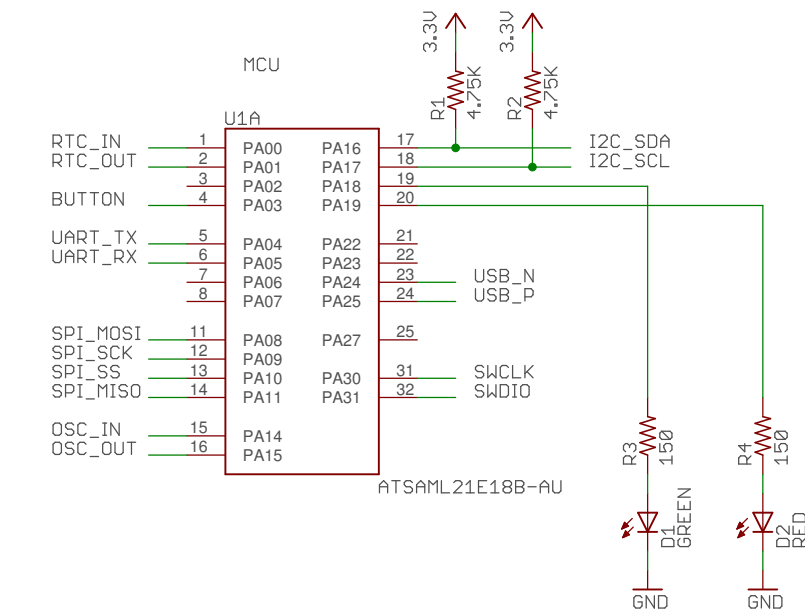 3.3V 3.3V
MCU
R1 4.75K R2 4.75K
U1A
RTC_IN 1 PA00 PA16 17 I2C_SDA
RTC_OUT 2 PA01 PA17 18 I2C_SCL
3 PA02 PA18 19
BUTTON 4 PA03 PA19 20
UART_TX 5 PA04 PA22 21
UART_RX 6 PA05 PA23 22
7 PA06 PA24 23 USB_N
8 PA07 PA25 24 USB_P
SPI_MOSI 11 PA08 PA27 25
SPI_SCK 12 PA09
SPI_SS 13 PA10 PA30 31 SWCLK
SPI_MISO 14 PA11 PA31 32 SWDIO
OSC_IN 15 PA14
OSC_OUT 16 PA15
R3 150 R4 150
ATSAML21E18B-AU
D1 GREEN D2 RED
GND GND